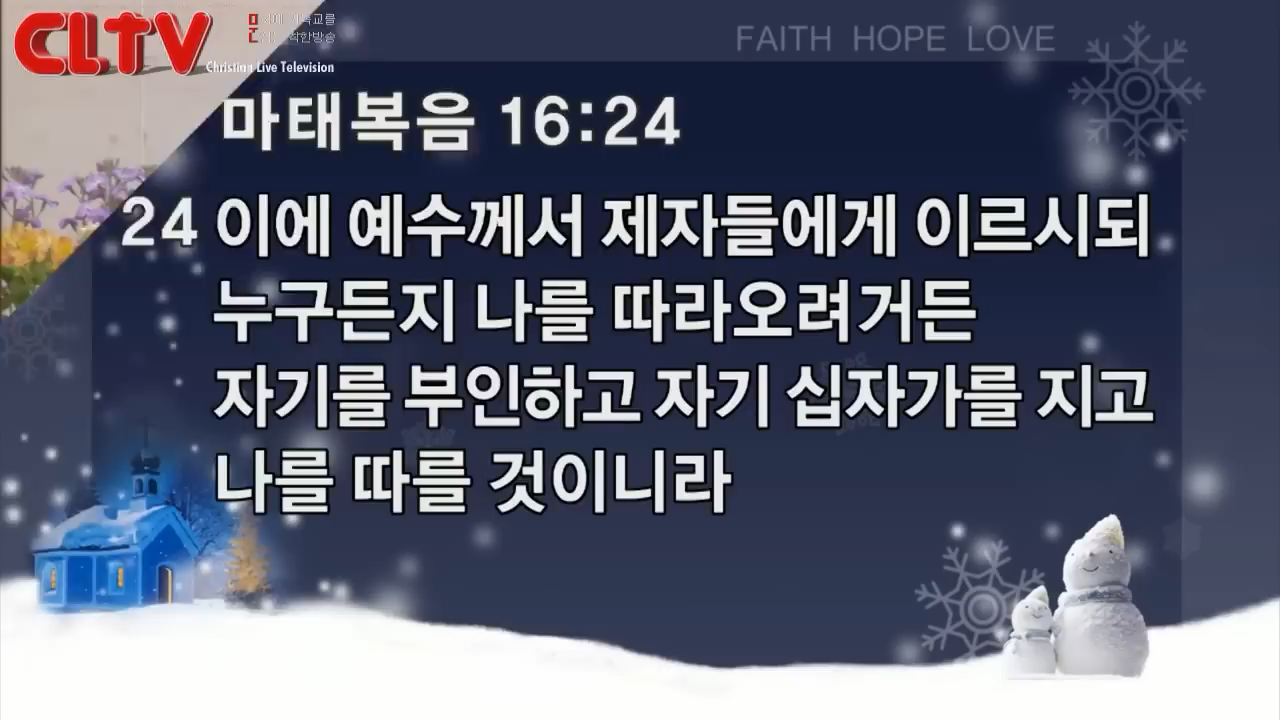 CLTV
Christian Live Television
FAITH HOPE LOVE
마태복음 16:24
24 이에 예수께서 제자들에게 이르시되
누구든지 나를 따라오려거든
자기를 부인하고 자기 십자가를 지고
나를 따를 것이니라